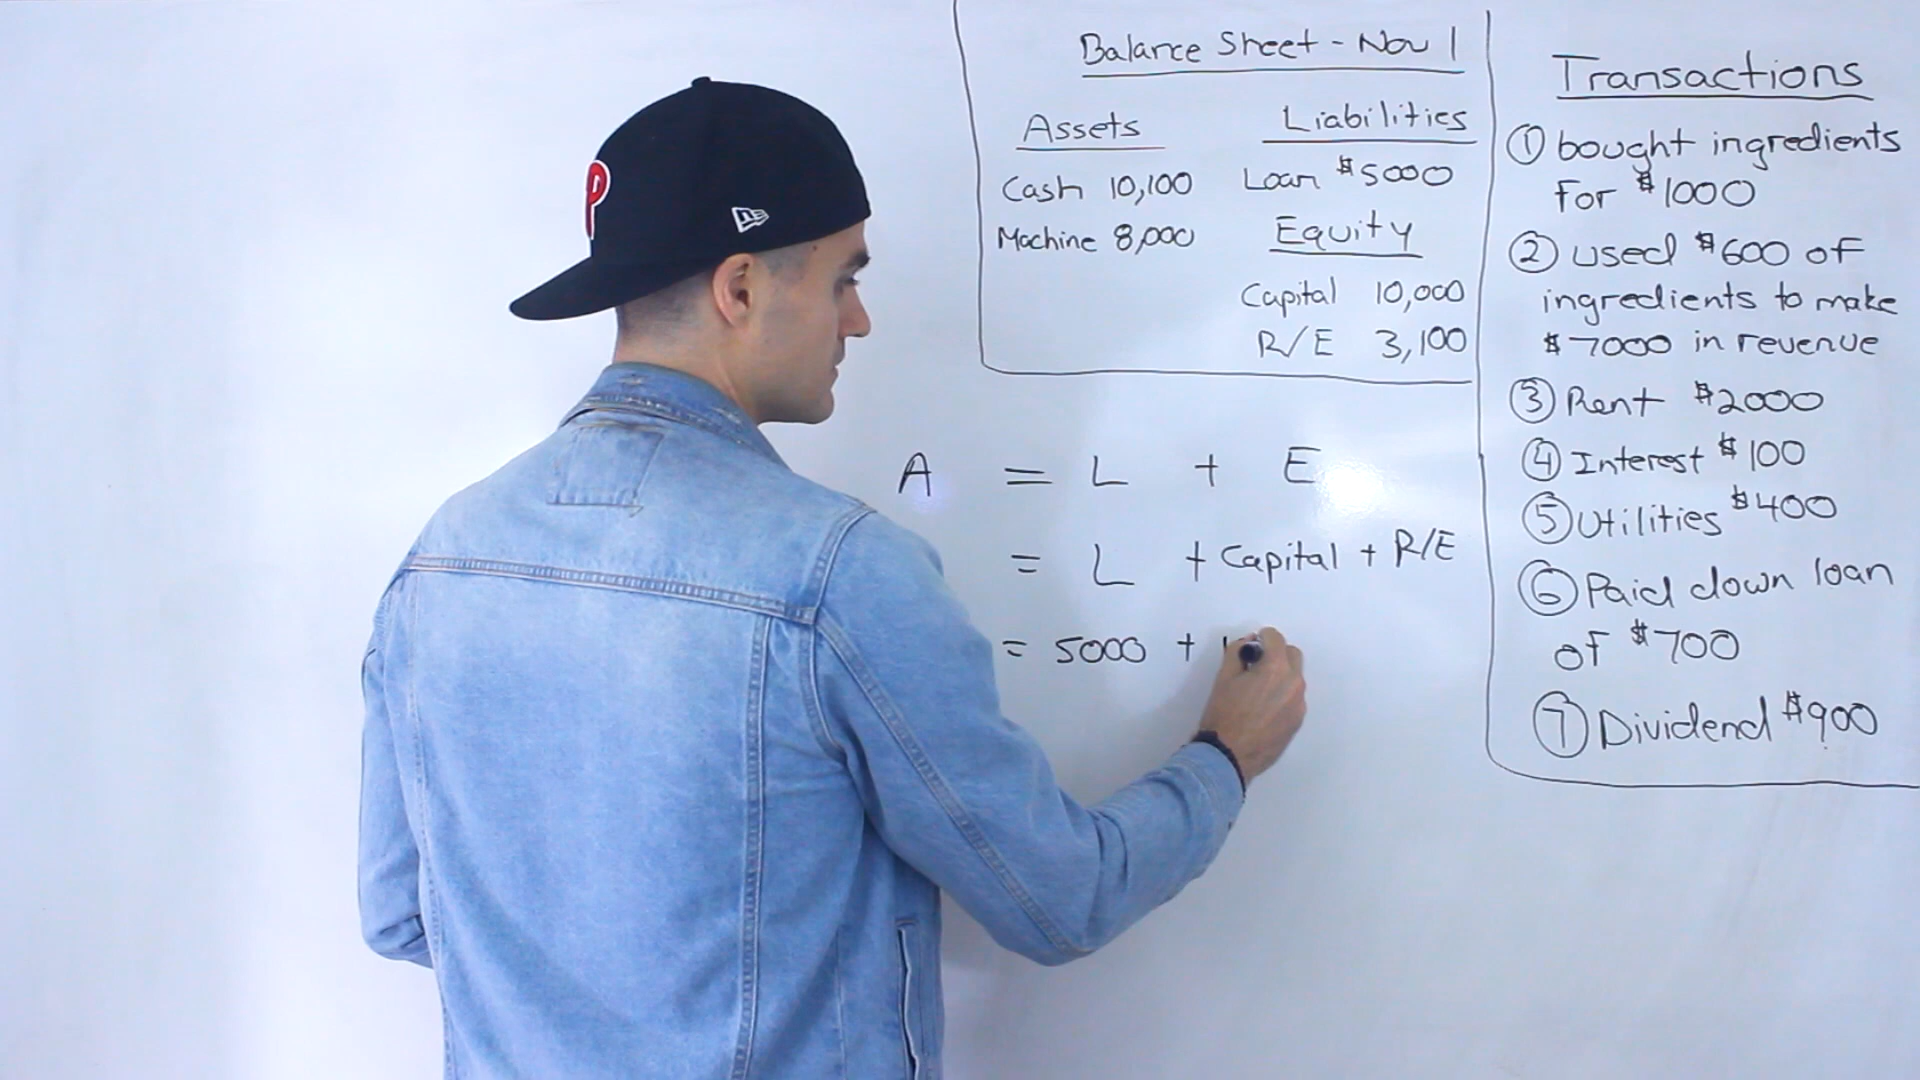 Balance Sheet - Nov 1
Assets
Cash 10,100
Machine 8,000
Liabilities
Loan $5000
Equity
Capital 10,000
R/E 3,100
A = L + E
= L + Capital + R/E
= 5000 +
Transactions
① bought ingredients
for $1000
② used $600 of
ingredients to make
$7000 in revenue
③ Rent $2000
④ Interest $100
⑤ Utilities $400
⑥ Paid down loan
of $700
⑦ Dividend $900
P